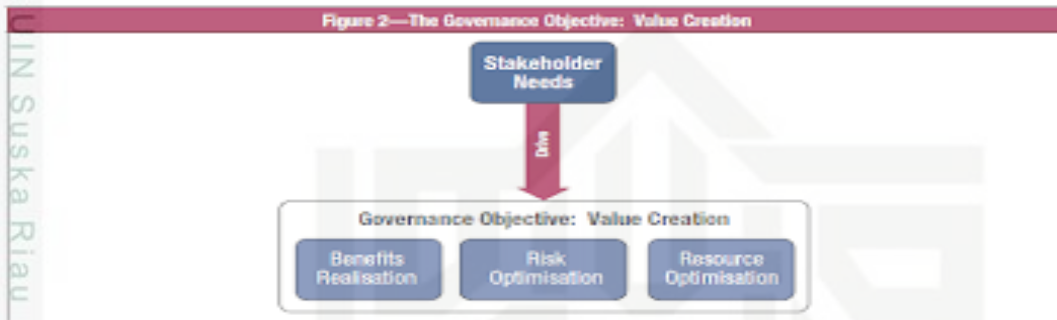 Figure 2—The Governance Objective: Value Creation
UIN Suska Riau
Stakeholder
Needs
Drive
Governance Objective: Value Creation
Benefits
Realisation
Risk
Optimisation
Resource
Optimisation